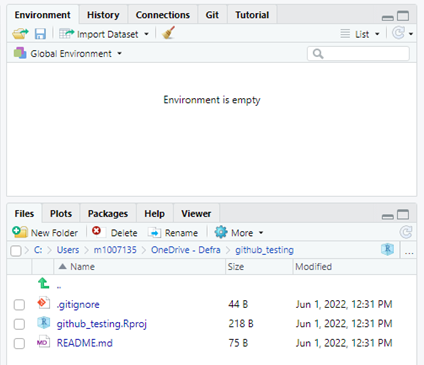 Environment History Connections Git Tutorial
Import Dataset List
Global Environment
Environment is empty
Files Plots Packages Help Viewer
New Folder Delete Rename More
C: Users m1007135 OneDrive - Defra github_testing R ...
Name Size Modified
..
.gitignore 44 B Jun 1, 2022, 12:31 PM
R github_testing.Rproj 218 B Jun 1, 2022, 12:31 PM
MD README.md 75 B Jun 1, 2022, 12:31 PM